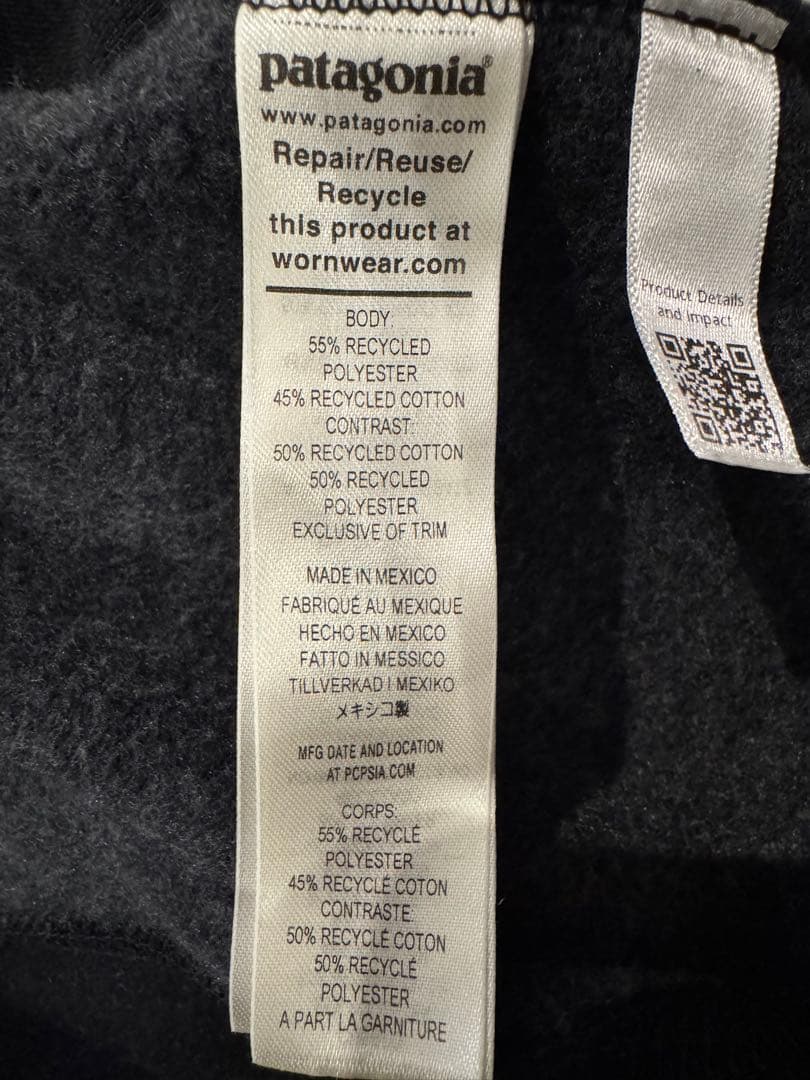 patagonia®
www.patagonia.com
Repair/Reuse/
Recycle
this product at
wornwear.com
BODY:
55% RECYCLED
POLYESTER
45% RECYCLED COTTON
CONTRAST:
50% RECYCLED COTTON
50% RECYCLED
POLYESTER
EXCLUSIVE OF TRIM
MADE IN MEXICO
FABRIQUÉ AU MEXIQUE
HECHO EN MEXICO
FATTO IN MESSICO
TILLVERKAD I MEXIKO
メキシコ製
MFG DATE AND LOCATION
AT PCPSIA.COM
CORPS:
55% RECYCLÉ
POLYESTER
45% RECYCLÉ COTON
CONTRASTE:
50% RECYCLÉ COTON
50% RECYCLÉ
POLYESTER
A PART LA GARNITURE
Product Details
and Impact